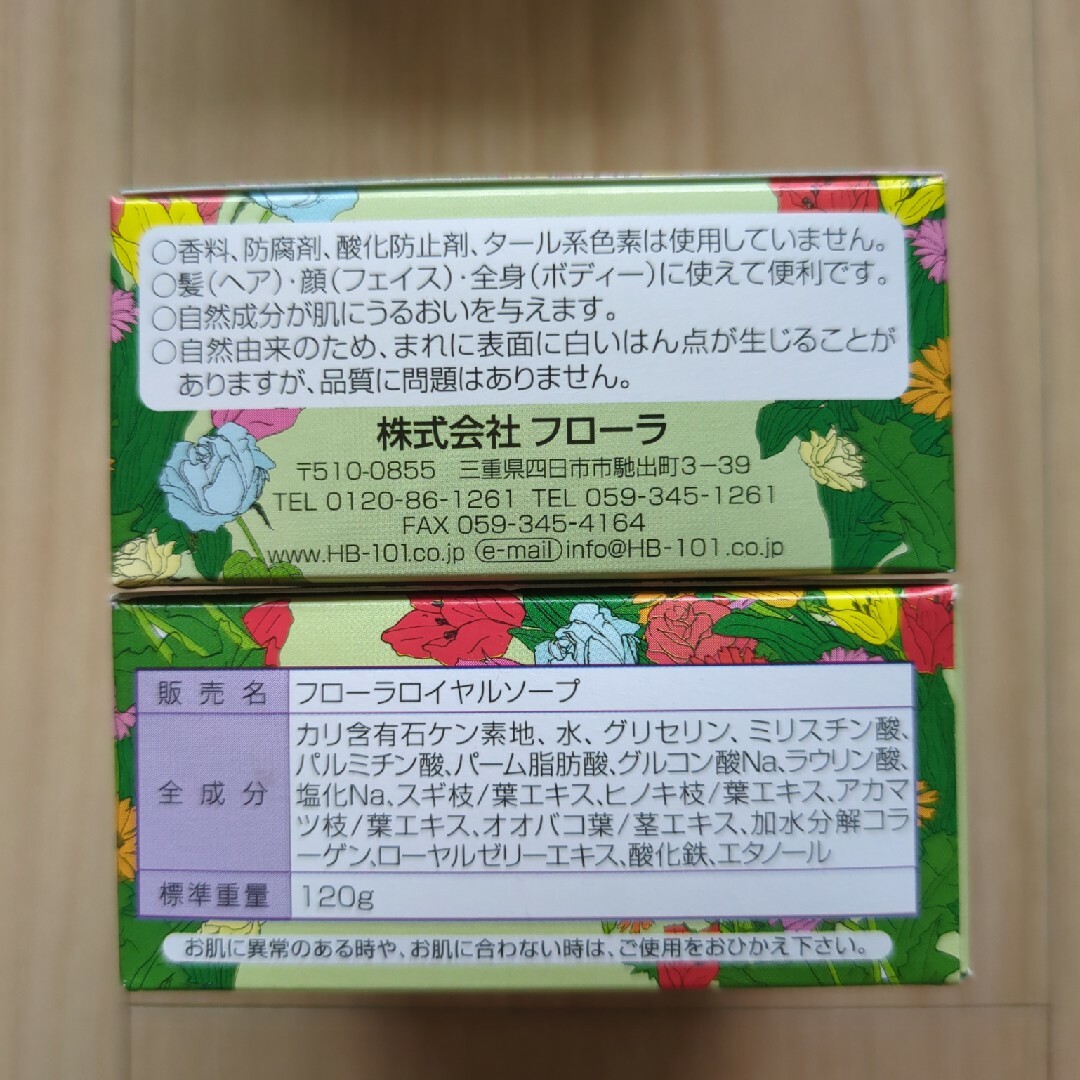 ○香料、防腐剤、酸化防止剤、タール系色素は使用していません。
○髪(ヘア)・顔(フェイス)・全身(ボディー)に使えて便利です。
○自然成分が肌にうるおいを与えます。
○自然由来のため、まれに表面に白いはん点が生じることが
ありますが、品質に問題はありません。
株式会社 フローラ
〒510-0855 三重県四日市市馳出町3-39
TEL 0120-86-1261 TEL 059-345-1261
FAX 059-345-4164
www.HB-101.co.jp e-mail info@HB-101.co.jp
販売名 フローラロイヤルソープ
全成分
カリ含有石ケン素地、水、グリセリン、ミリスチン酸、
パルミチン酸、パーム脂肪酸、グルコン酸Na、ラウリン酸、
塩化Na、スギ枝/葉エキス、ヒノキ枝/葉エキス、アカマ
ツ枝/葉エキス、オオバコ葉/茎エキス、加水分解コラ
ーゲン、ローヤルゼリーエキス、酸化鉄、エタノール
標準重量 120g
お肌に異常のある時や、お肌に合わない時は、ご使用をおひかえ下さい。